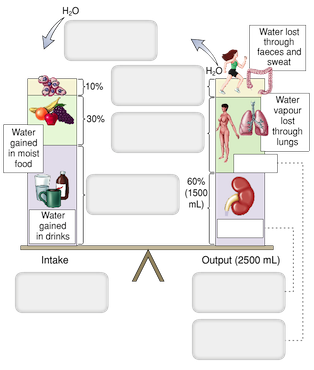 H₂O
Water lost
through
faeces and
sweat
H₂O
10%
30%
Water
vapour
lost
through
lungs
Water
gained
in moist
food
60%
(1500
mL)
Water
gained
in drinks
Intake
Output (2500 mL)